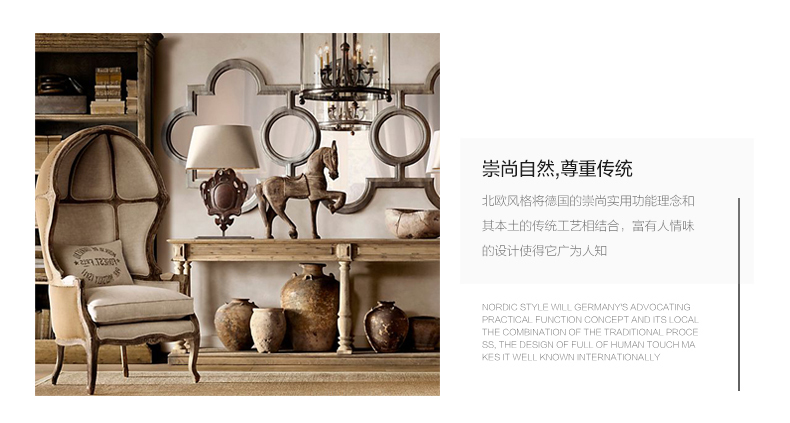 崇尚自然,尊重传统
北欧风格将德国的崇尚实用功能理念和
其本土的传统工艺相结合，富有人情味
的设计使得它广为人知
NORDIC STYLE WILL GERMANY'S ADVOCATING
PRACTICAL FUNCTION CONCEPT AND ITS LOCAL
THE COMBINATION OF THE TRADITIONAL PROCE
SS, THE DESIGN OF FULL OF HUMAN TOUCH MA
KES IT WELL KNOWN INTERNATIONALLY